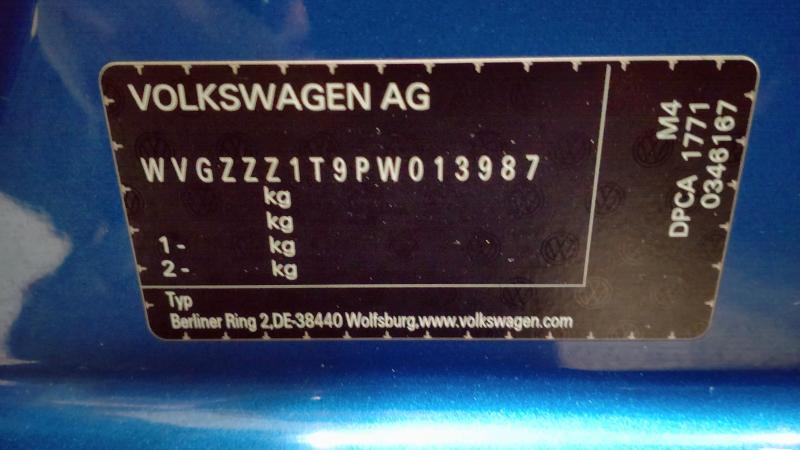 VOLKSWAGEN AG
WVGZZZ1T9PW013987
kg
kg
1- kg
2- kg
Typ
Berliner Ring 2,DE-38440 Wolfsburg,www.volkswagen.com
M4
DPCA 1771
0346167